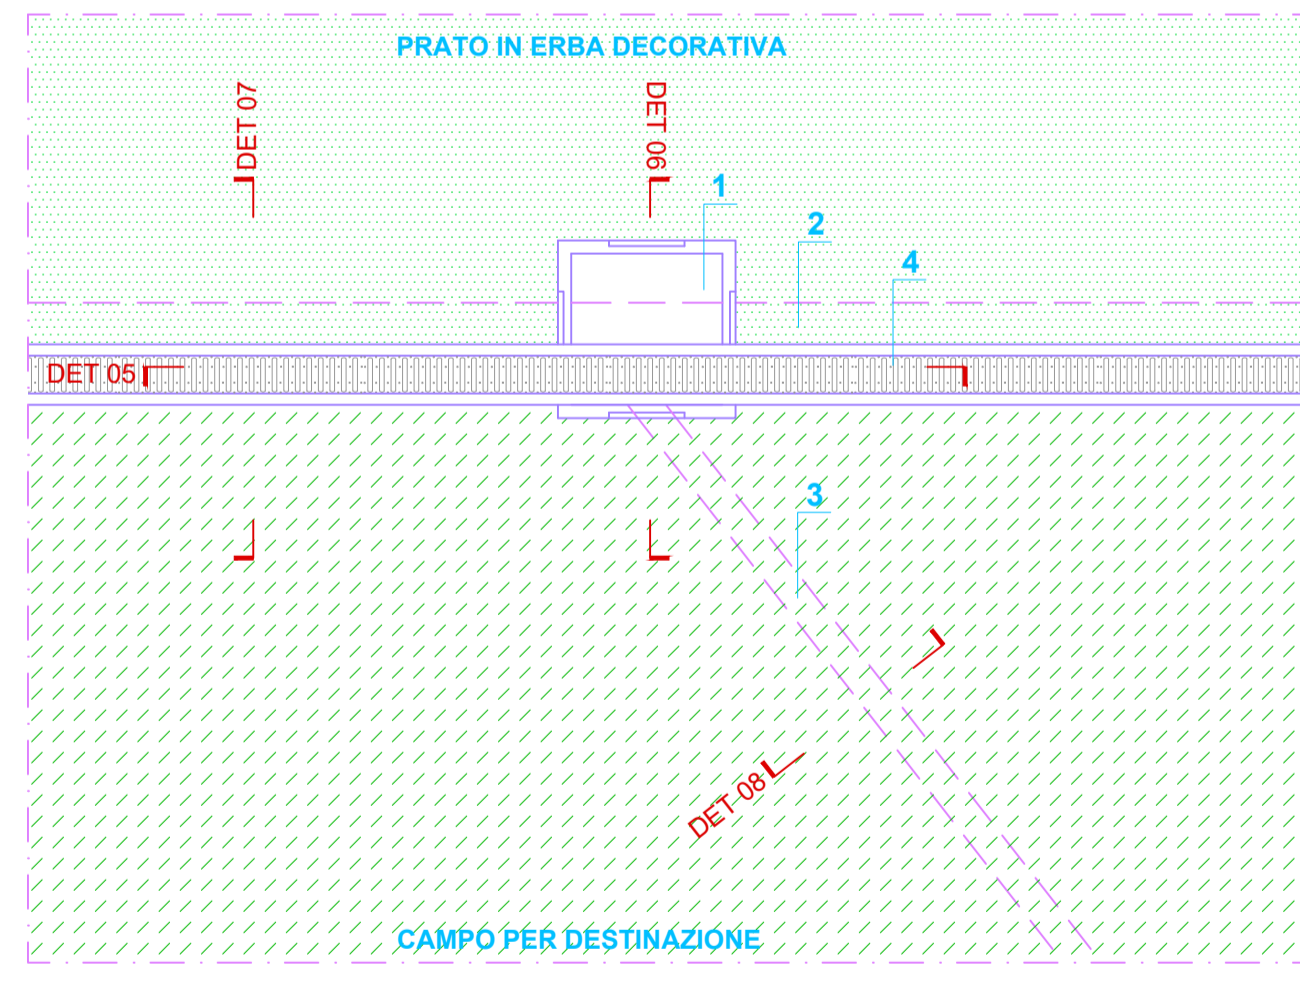 PRATO IN ERBA DECORATIVA
DET 07
DET 06
1
2
4
DET 05
3
DET 08
CAMPO PER DESTINAZIONE